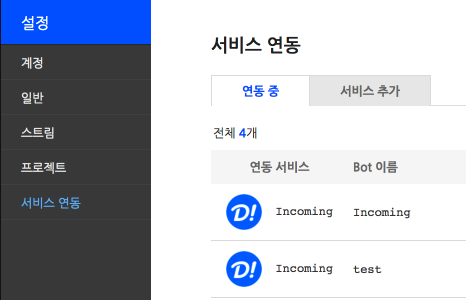 설정
계정
일반
스트림
프로젝트
서비스 연동
서비스 연동
연동 중 서비스 추가
전체 4개
연동 서비스 Bot 이름
D! Incoming Incoming
D! Incoming test